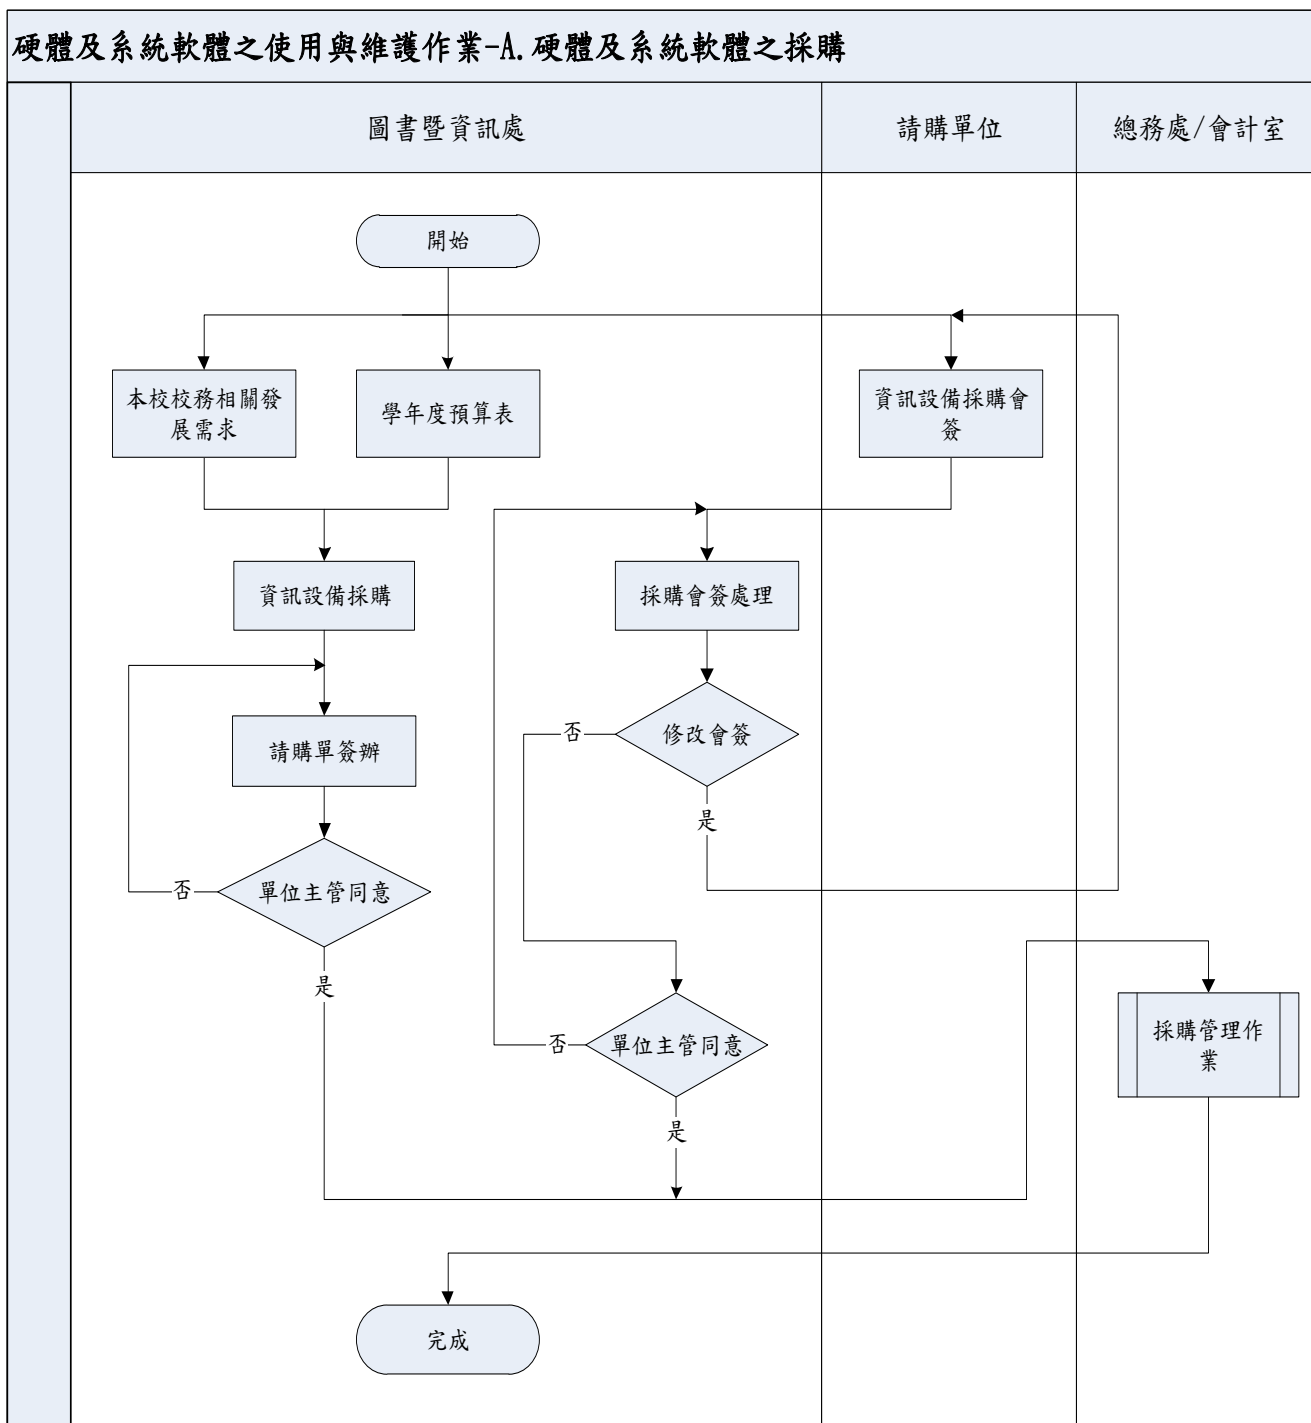 硬體及系統軟體之使用與維護作業-A.硬體及系統軟體之採購
圖書暨資訊處
請購單位
總務處/會計室
開始
本校校務相關發
展需求
學年度預算表
資訊設備採購會
簽
資訊設備採購
採購會簽處理
請購單簽辦
否
修改會簽
是
否
單位主管同意
是
否
單位主管同意
採購管理作
業
是
完成